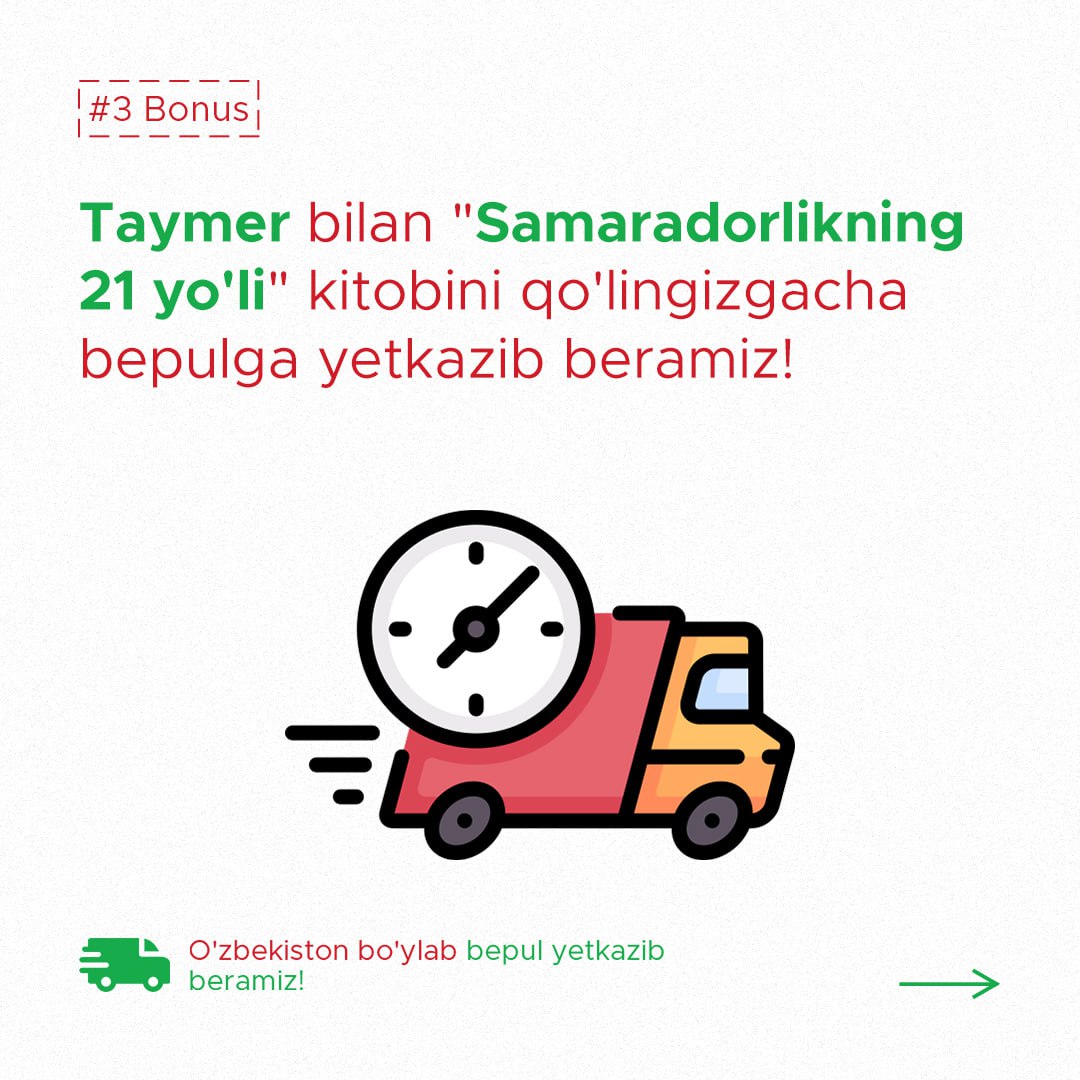 #3 Bonus
Taymer bilan "Samaradorlikning
21 yo'li" kitobini qo'lingizgacha
bepulga yetkazib beramiz!
O'zbekiston bo'ylab bepul yetkazib
beramiz!